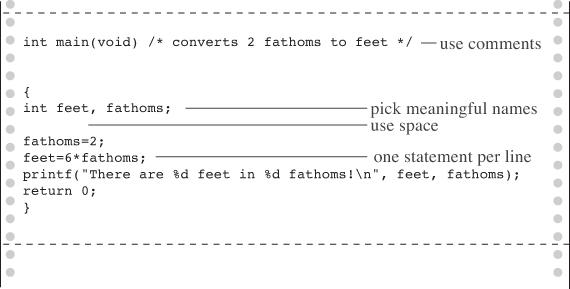 int main(void) /* converts 2 fathoms to feet */ use comments
{
int feet, fathoms; pick meaningful names
use space
fathoms=2;
feet=6*fathoms; one statement per line
printf("There are %d feet in %d fathoms!\n", feet, fathoms);
return 0;
}